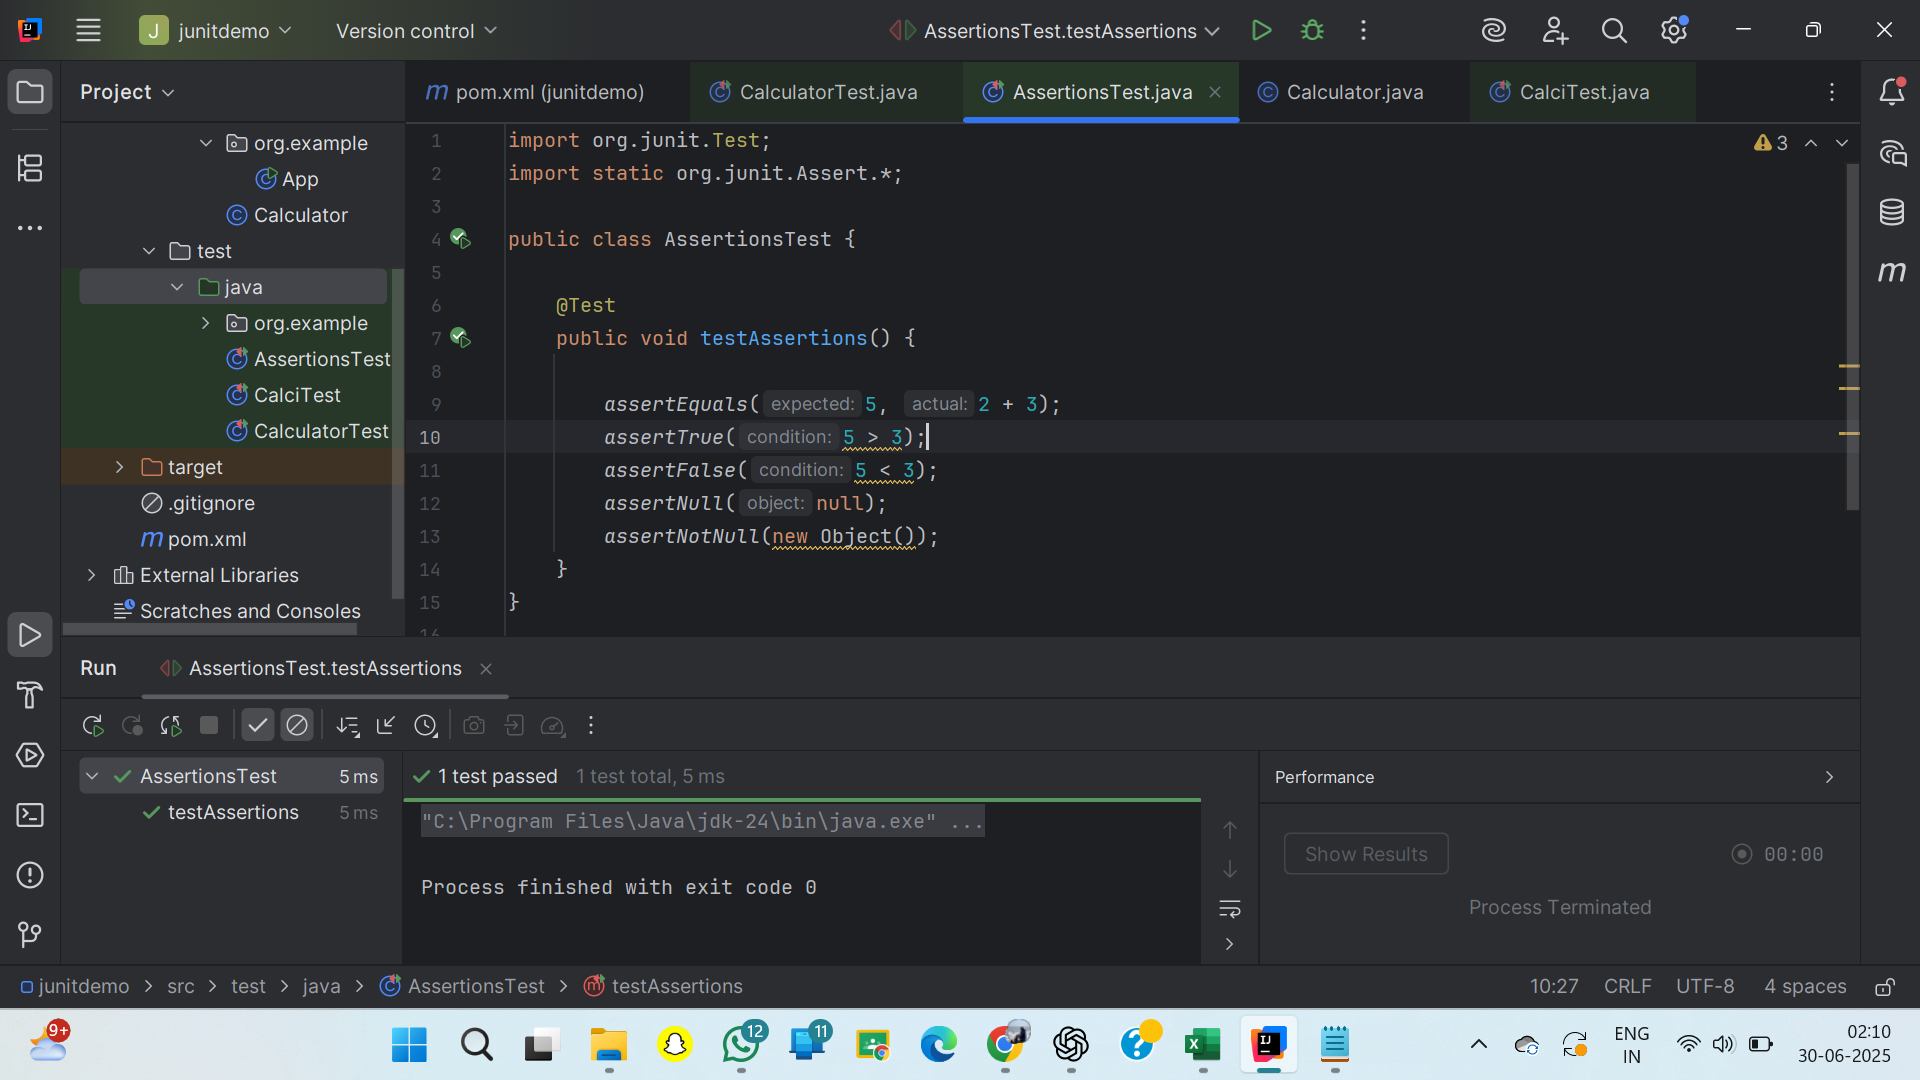 J junitdemo Version control AssertionsTest.testAssertions
Project
pom.xml (junitdemo) CalculatorTest.java AssertionsTest.java Calculator.java CalciTest.java
org.example
App
Calculator
test
java
org.example
AssertionsTest
CalciTest
CalculatorTest
target
.gitignore
pom.xml
External Libraries
Scratches and Consoles
3
1 import org.junit.Test;
2 import static org.junit.Assert.*;
3
4 public class AssertionsTest {
5
6 @Test
7 public void testAssertions() {
8
9 assertEquals( expected: 5, actual: 2 + 3);
10 assertTrue( condition: 5 > 3);
11 assertFalse( condition: 5 < 3);
12 assertNull( object: null);
13 assertNotNull(new Object());
14 }
15 }
16
Run AssertionsTest.testAssertions
AssertionsTest 5 ms
testAssertions 5 ms
1 test passed 1 test total, 5 ms
"C:\Program Files\Java\jdk-24\bin\java.exe" ...
Process finished with exit code 0
Performance
Show Results 00:00
Process Terminated
junitdemo > src > test > java > AssertionsTest > testAssertions 10:27 CRLF UTF-8 4 spaces
9+ 12 11 ENG 02:10
IN 30-06-2025